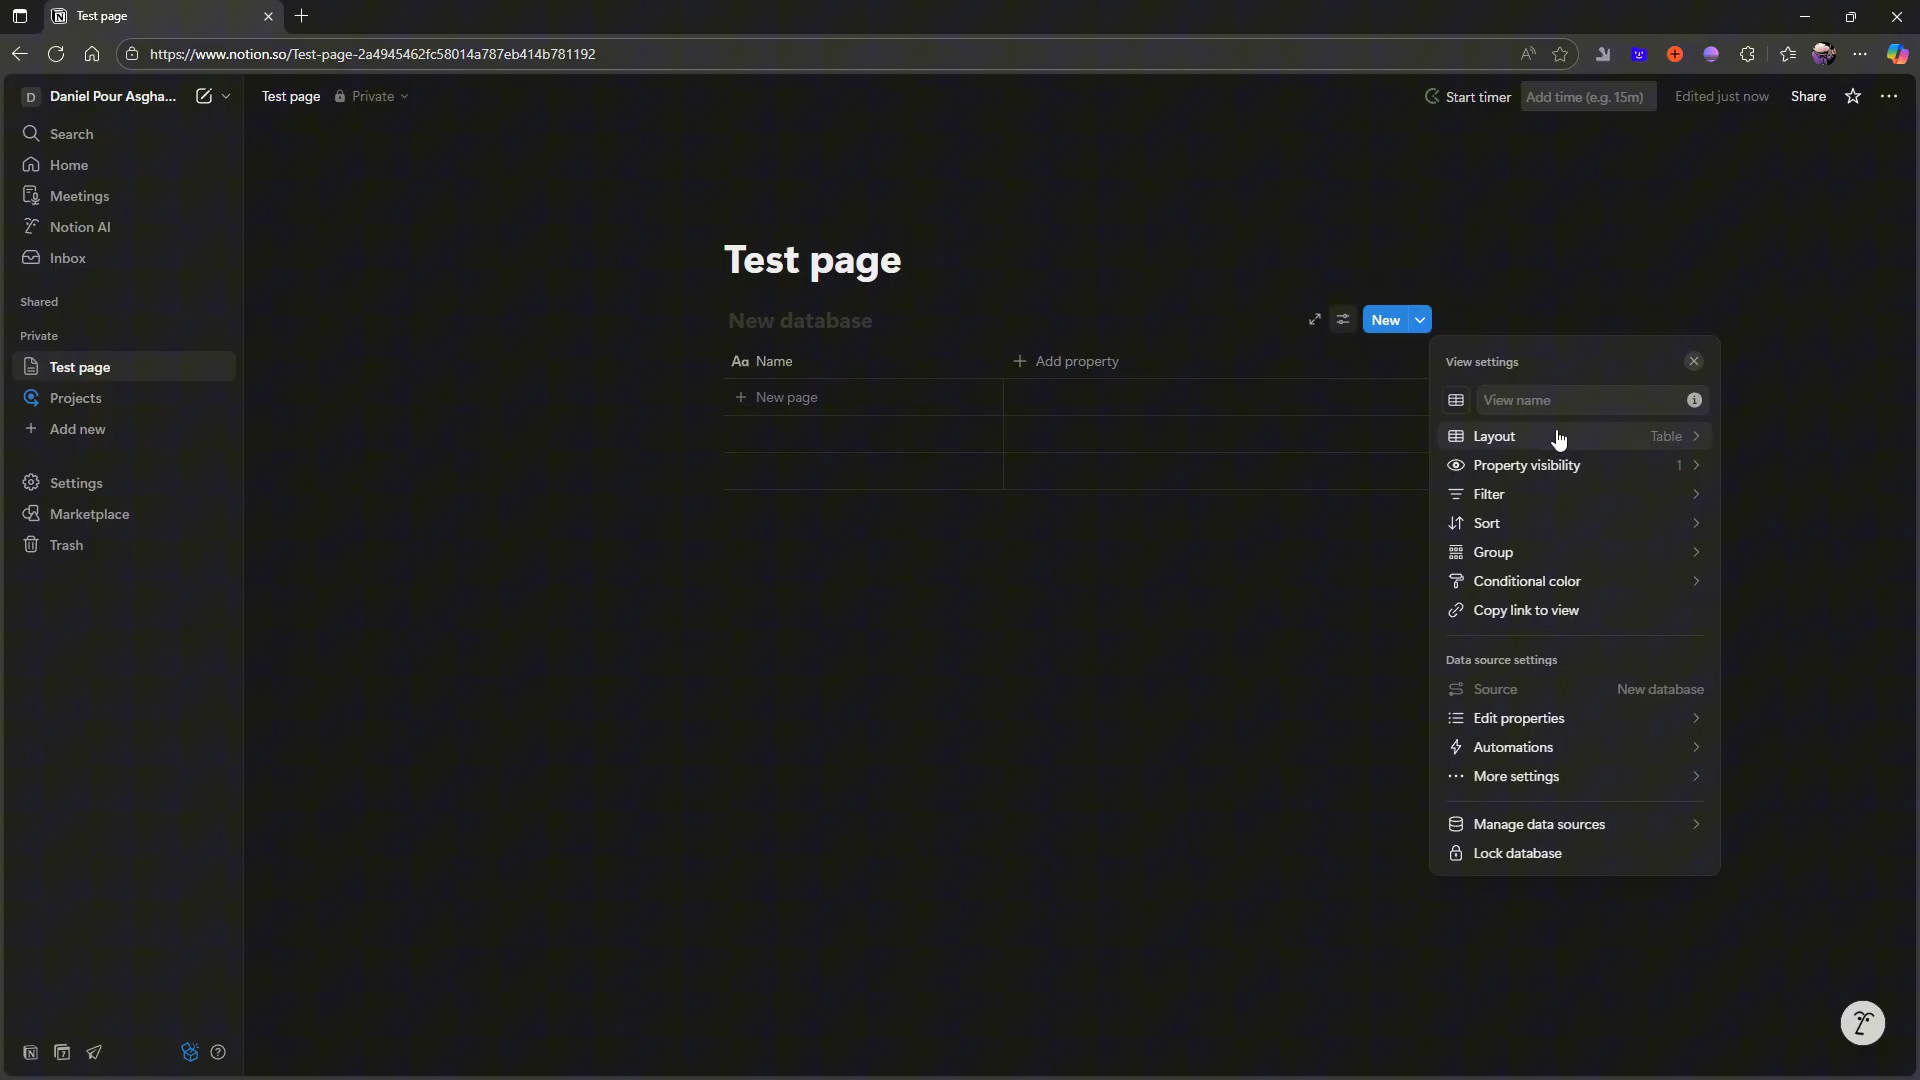 Test page
https://www.notion.so/Test-page-2a4945462fc58014a787eb414b781192
D Daniel Pour Asgha...
Test page Private
Start timer Add time (e.g. 15m) Edited just now Share
Search
Home
Meetings
Notion AI
Inbox
Shared
Private
Test page
Projects
Add new
Settings
Marketplace
Trash
Test page
New database
New
Aa Name
Add property
New page
View settings
View name
Layout Table
Property visibility 1
Filter
Sort
Group
Conditional color
Copy link to view
Data source settings
Source New database
Edit properties
Automations
More settings
Manage data sources
Lock database